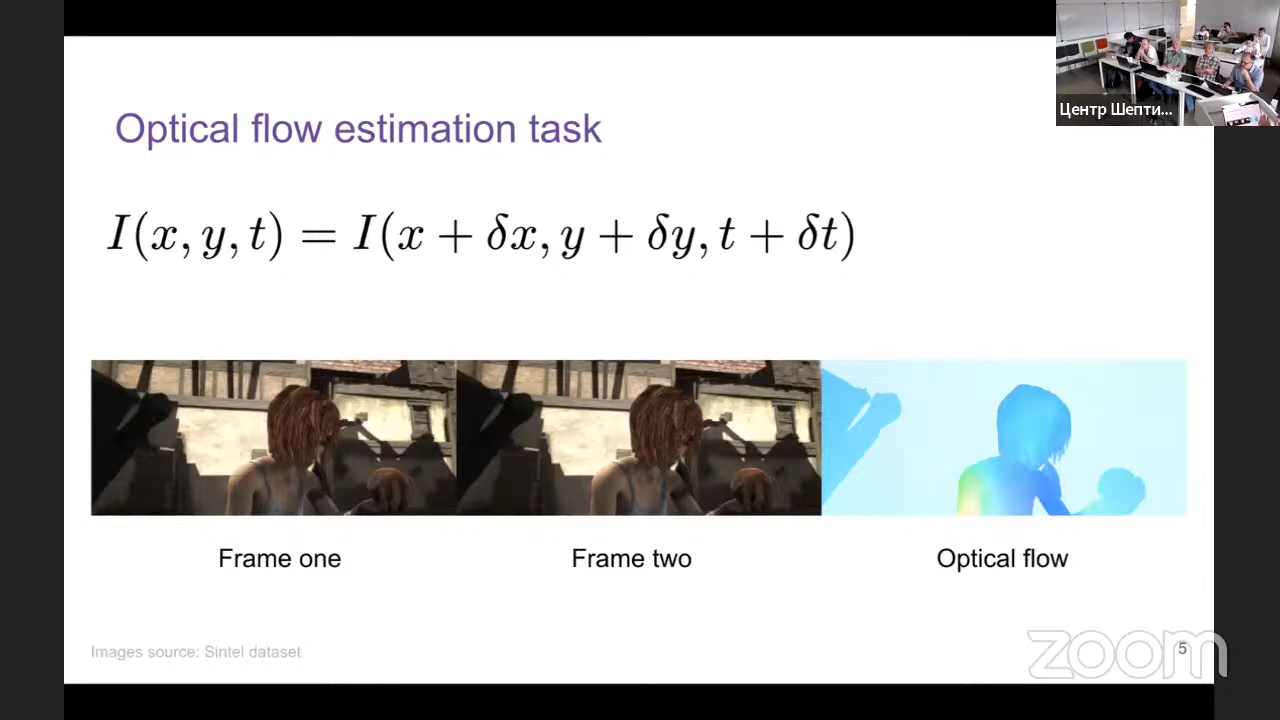 Центр Шепти...
Optical flow estimation task
I(x, y, t) = I(x + δx, y + δy, t + δt)
Frame one
Frame two
Optical flow
Images source: Sintel dataset
zoom
5